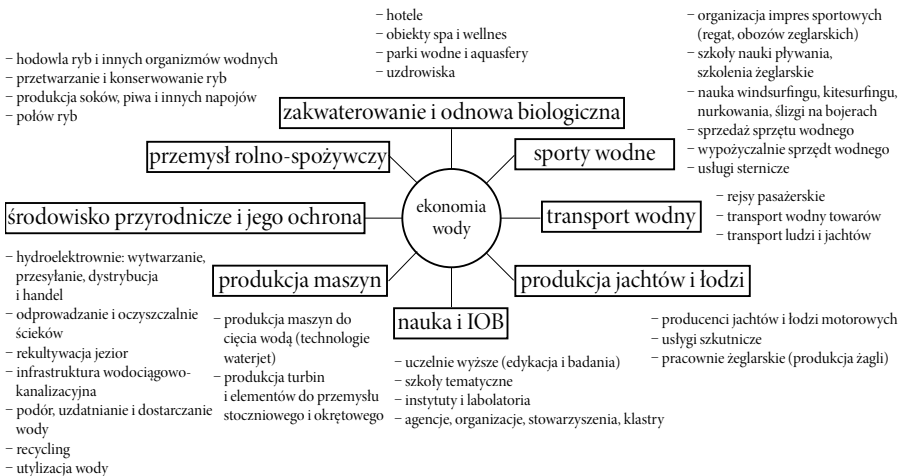 – hotele
– obiekty spa i wellnes
– parki wodne i aquasfery
– uzdrowiska
– organizacja impres sportowych
(regat, obozów zeglarskich)
– szkoły nauki pływania,
szkolenia żeglarskie
– nauka windsurfingu, kitesurfingu,
nurkowania, ślizgi na bojerach
– sprzedaż sprzętu wodnego
– wypożyczalnie sprzędt wodnego
– usługi sternicze
– hodowla ryb i innych organizmów wodnych
– przetwarzanie i konserwowanie ryb
– produkcja soków, piwa i innych napojów
– połów ryb
zakwaterowanie i odnowa biologiczna
przemysł rolno-spożywczy
sporty wodne
środowisko przyrodnicze i jego ochrona
ekonomia
wody
transport wodny
– rejsy pasażerskie
– transport wodny towarów
– transport ludzi i jachtów
produkcja maszyn
produkcja jachtów i łodzi
nauka i IOB
– hydroelektrownie: wytwarzanie,
przesyłanie, dystrybucja
i handel
– odprowadzanie i oczyszczalnie
ścieków
– rekultywacja jezior
– infrastruktura wodociągowo-
kanalizacyjna
– podór, uzdatnianie i dostarczanie
wody
– recycling
– utylizacja wody
– produkcja maszyn do
cięcia wodą (technologie
waterjet)
– produkcja turbin
i elementów do przemysłu
stoczniowego i okrętowego
– uczelnie wyższe (edykacja i badania)
– szkoły tematyczne
– instytuty i labolatoria
– agencje, organizacje, stowarzyszenia, klastry
– producenci jachtów i łodzi motorowych
– usłygi szkutnicze
– pracownie żeglarskie (produkcja żagli)